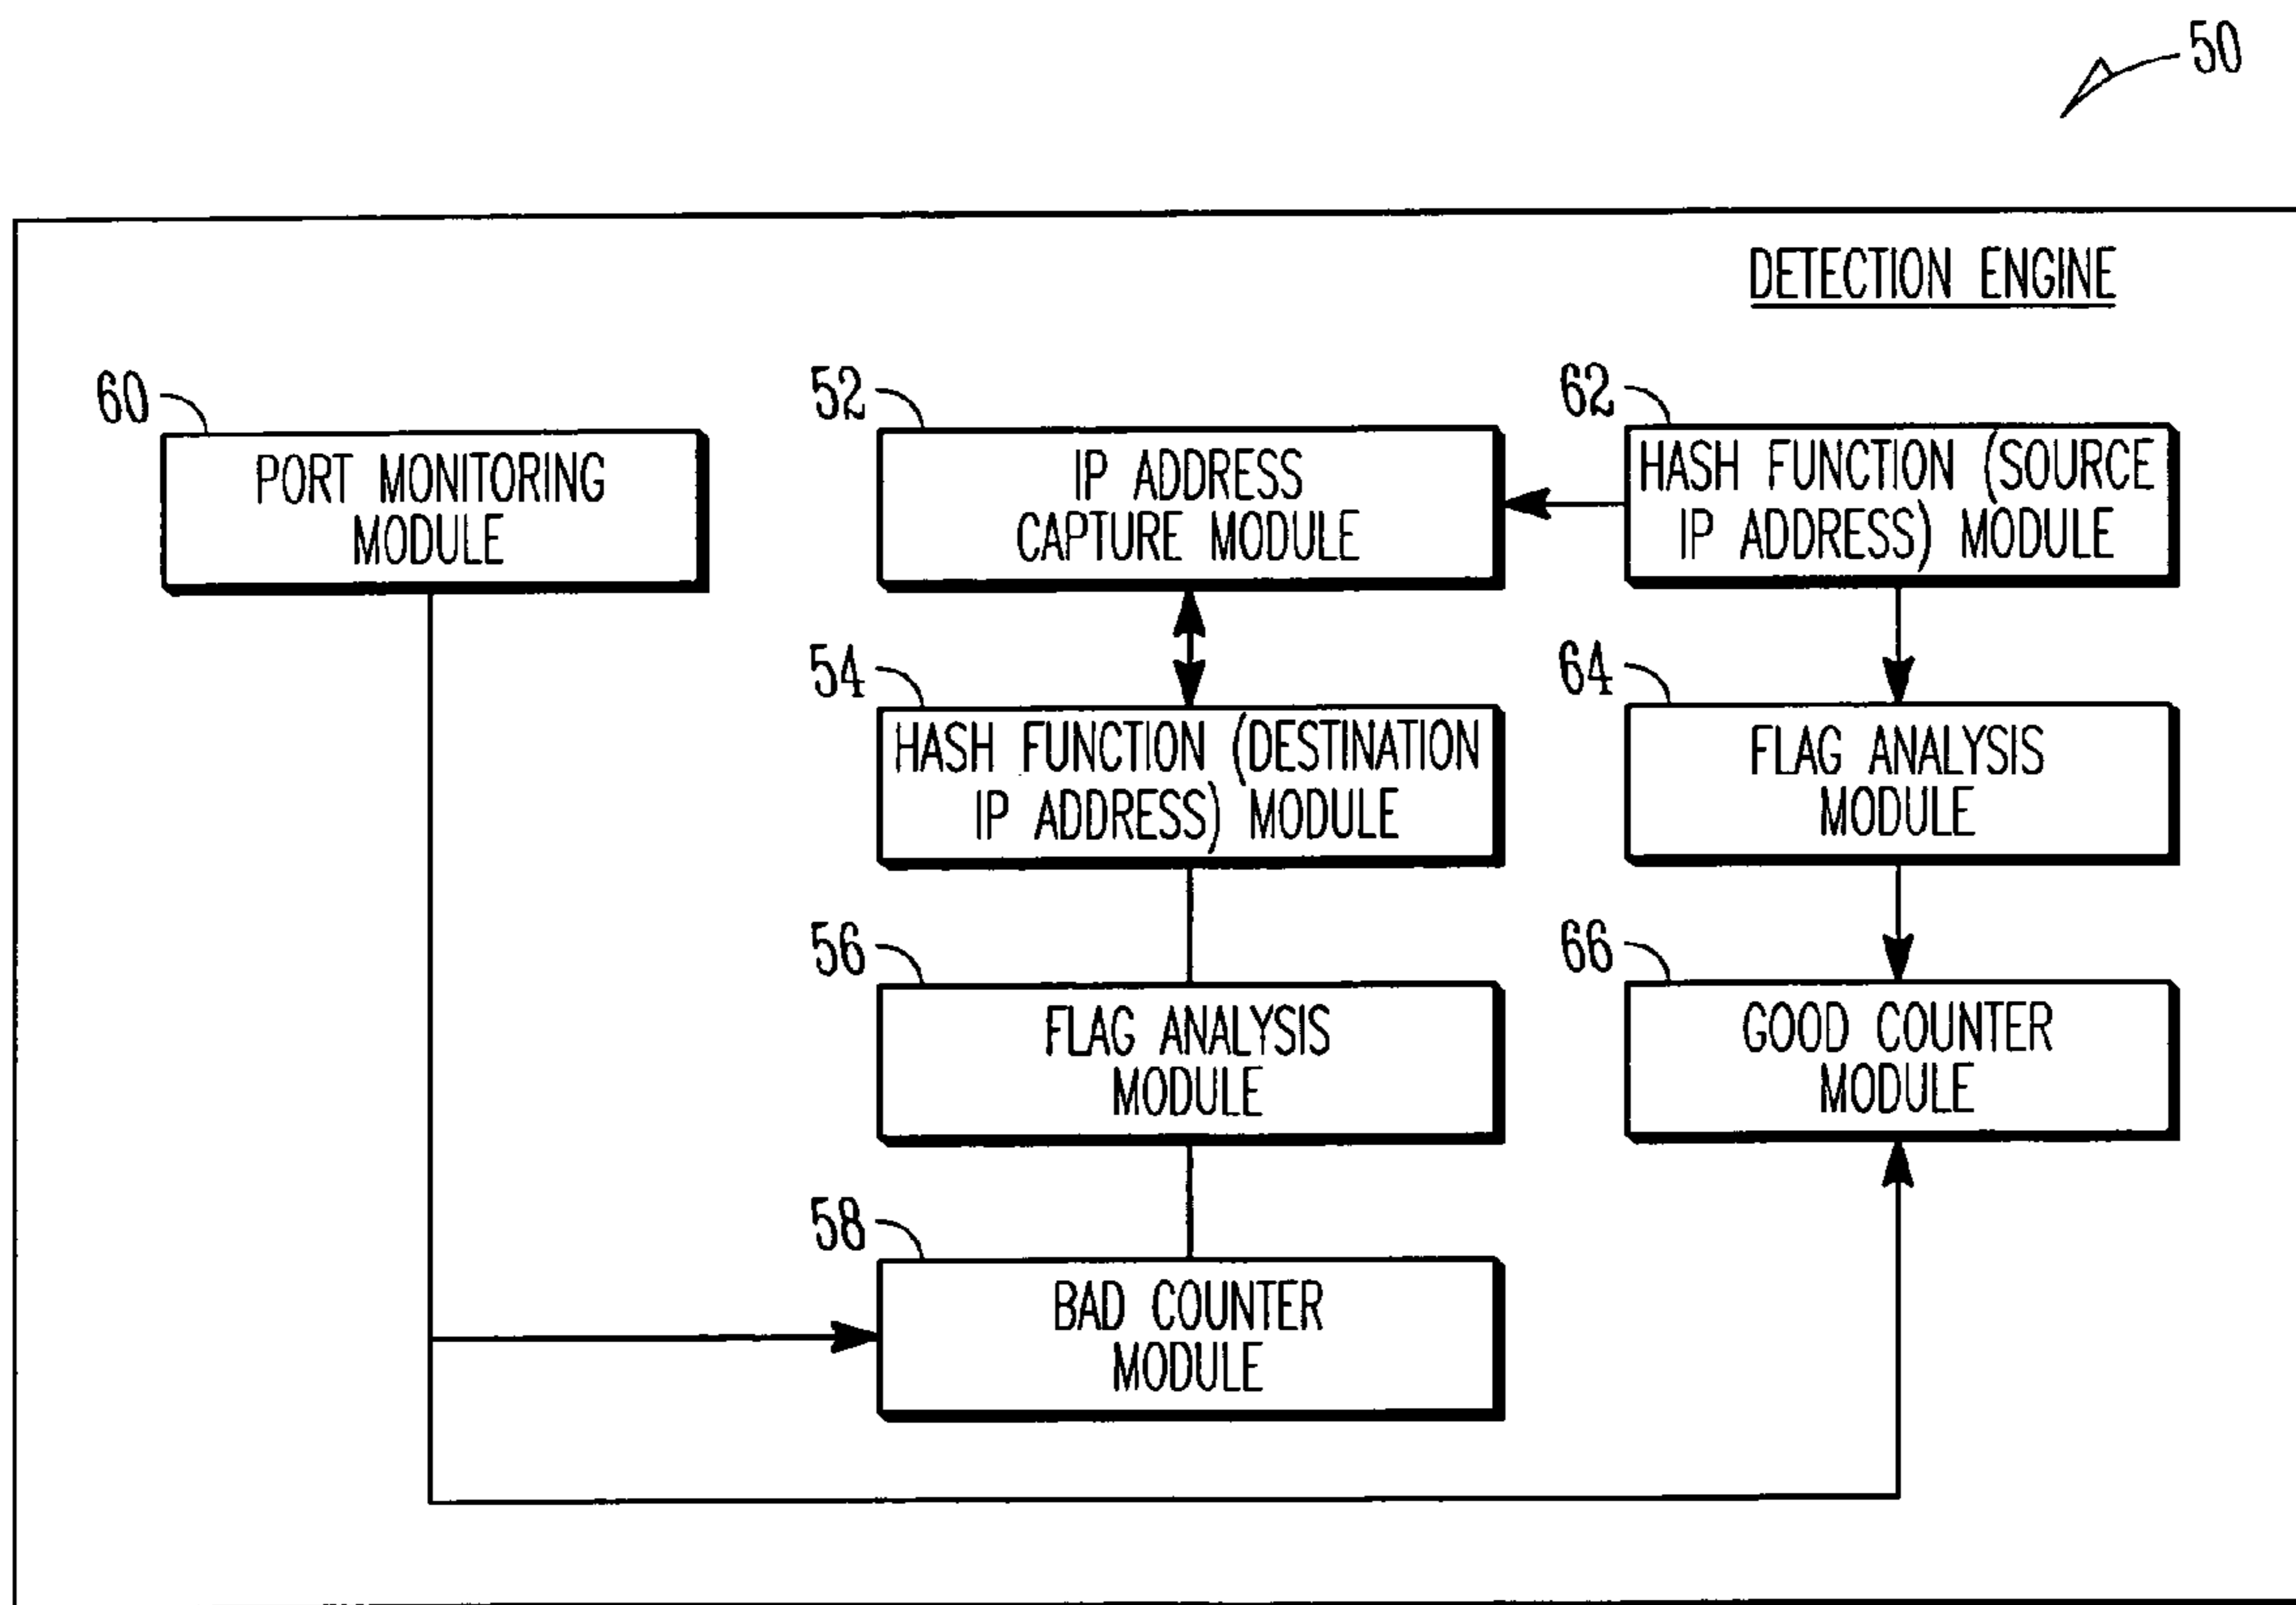 50
DETECTION ENGINE
60
PORT MONITORING
MODULE
52
IP ADDRESS
CAPTURE MODULE
62
HASH FUNCTION (SOURCE
IP ADDRESS) MODULE
54
HASH FUNCTION (DESTINATION
IP ADDRESS) MODULE
64
FLAG ANALYSIS
MODULE
56
FLAG ANALYSIS
MODULE
66
GOOD COUNTER
MODULE
58
BAD COUNTER
MODULE